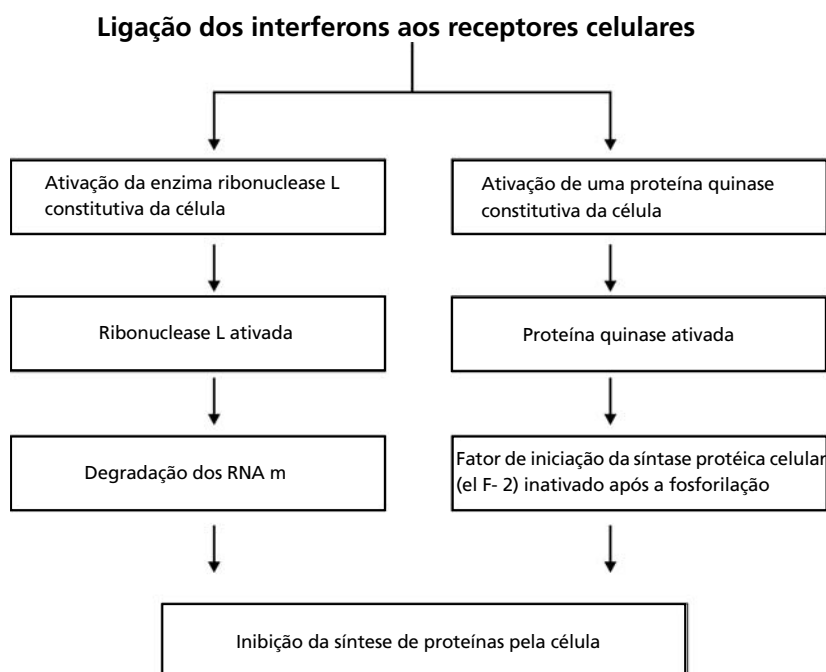 Ligação dos interferons aos receptores celulares
Ativação da enzima ribonuclease L
constitutiva da célula
Ativação de uma proteína quinase
constitutiva da célula
Ribonuclease L ativada
Proteína quinase ativada
Degradação dos RNA m
Fator de iniciação da síntase protéica celular
(el F- 2) inativado após a fosforilação
Inibição da síntese de proteínas pela célula